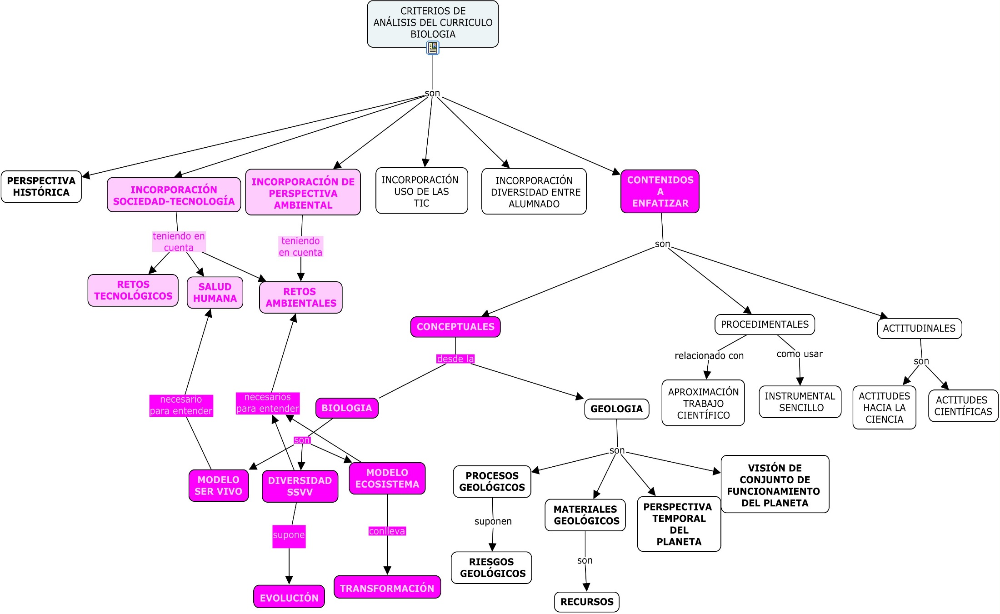 CRITERIOS DE
ANÁLISIS DEL CURRICULO
BIOLOGIA
son
PERSPECTIVA
HISTÓRICA
INCORPORACIÓN
SOCIEDAD-TECNOLOGÍA
INCORPORACIÓN DE
PERSPECTIVA
AMBIENTAL
INCORPORACIÓN
USO DE LAS
TIC
INCORPORACIÓN
DIVERSIDAD ENTRE
ALUMNADO
CONTENIDOS
A
ENFATIZAR
teniendo en
cuenta
teniendo
en cuenta
son
RETOS
TECNOLÓGICOS
SALUD
HUMANA
RETOS
AMBIENTALES
CONCEPTUALES
PROCEDIMENTALES
ACTITUDINALES
desde la
relacionado con
como usar
son
necesario
para entender
necesarios
para entender
BIOLOGIA
GEOLOGIA
APROXIMACIÓN
TRABAJO
CIENTÍFICO
INSTRUMENTAL
SENCILLO
ACTITUDES
HACIA LA
CIENCIA
ACTITUDES
CIENTÍFICAS
son
son
MODELO
SER VIVO
DIVERSIDAD
SSVV
MODELO
ECOSISTEMA
PROCESOS
GEOLÓGICOS
MATERIALES
GEOLÓGICOS
PERSPECTIVA
TEMPORAL
DEL
PLANETA
VISIÓN DE
CONJUNTO DE
FUNCIONAMIENTO
DEL PLANETA
supone
conlleva
suponen
son
EVOLUCIÓN
TRANSFORMACIÓN
RIESGOS
GEOLÓGICOS
RECURSOS